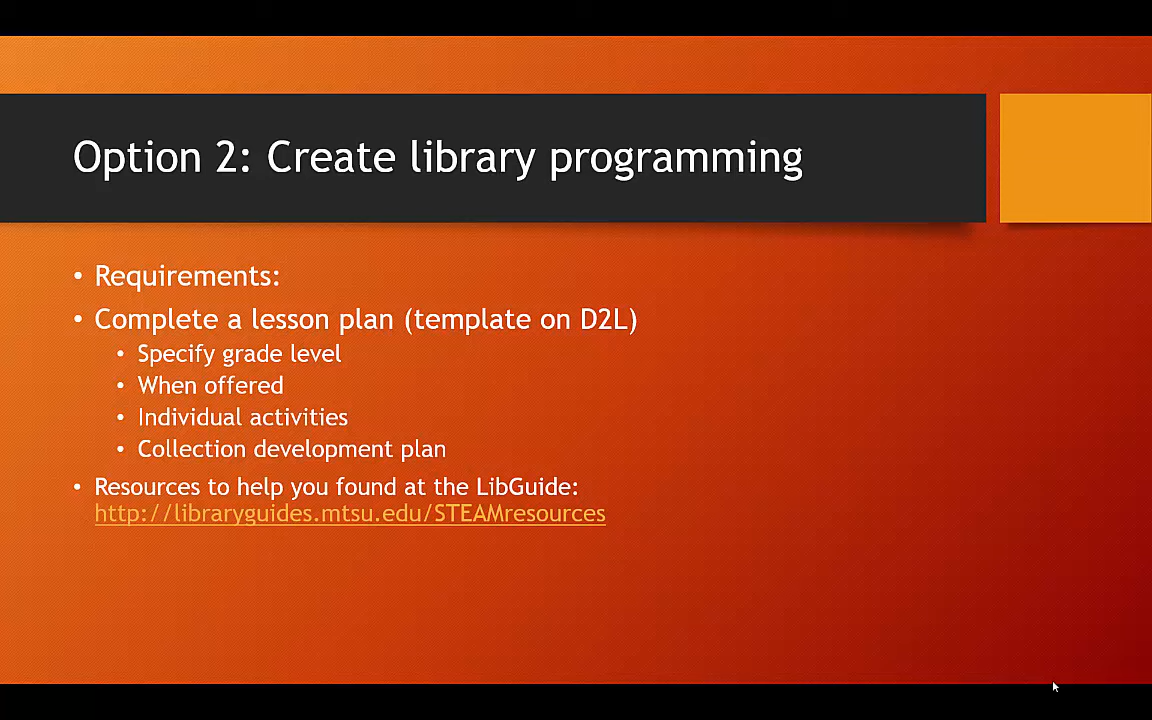 Option 2: Create library programming
• Requirements:
• Complete a lesson plan (template on D2L)
• Specify grade level
• When offered
• Individual activities
• Collection development plan
• Resources to help you found at the LibGuide:
http://libraryguides.mtsu.edu/STEAMresources